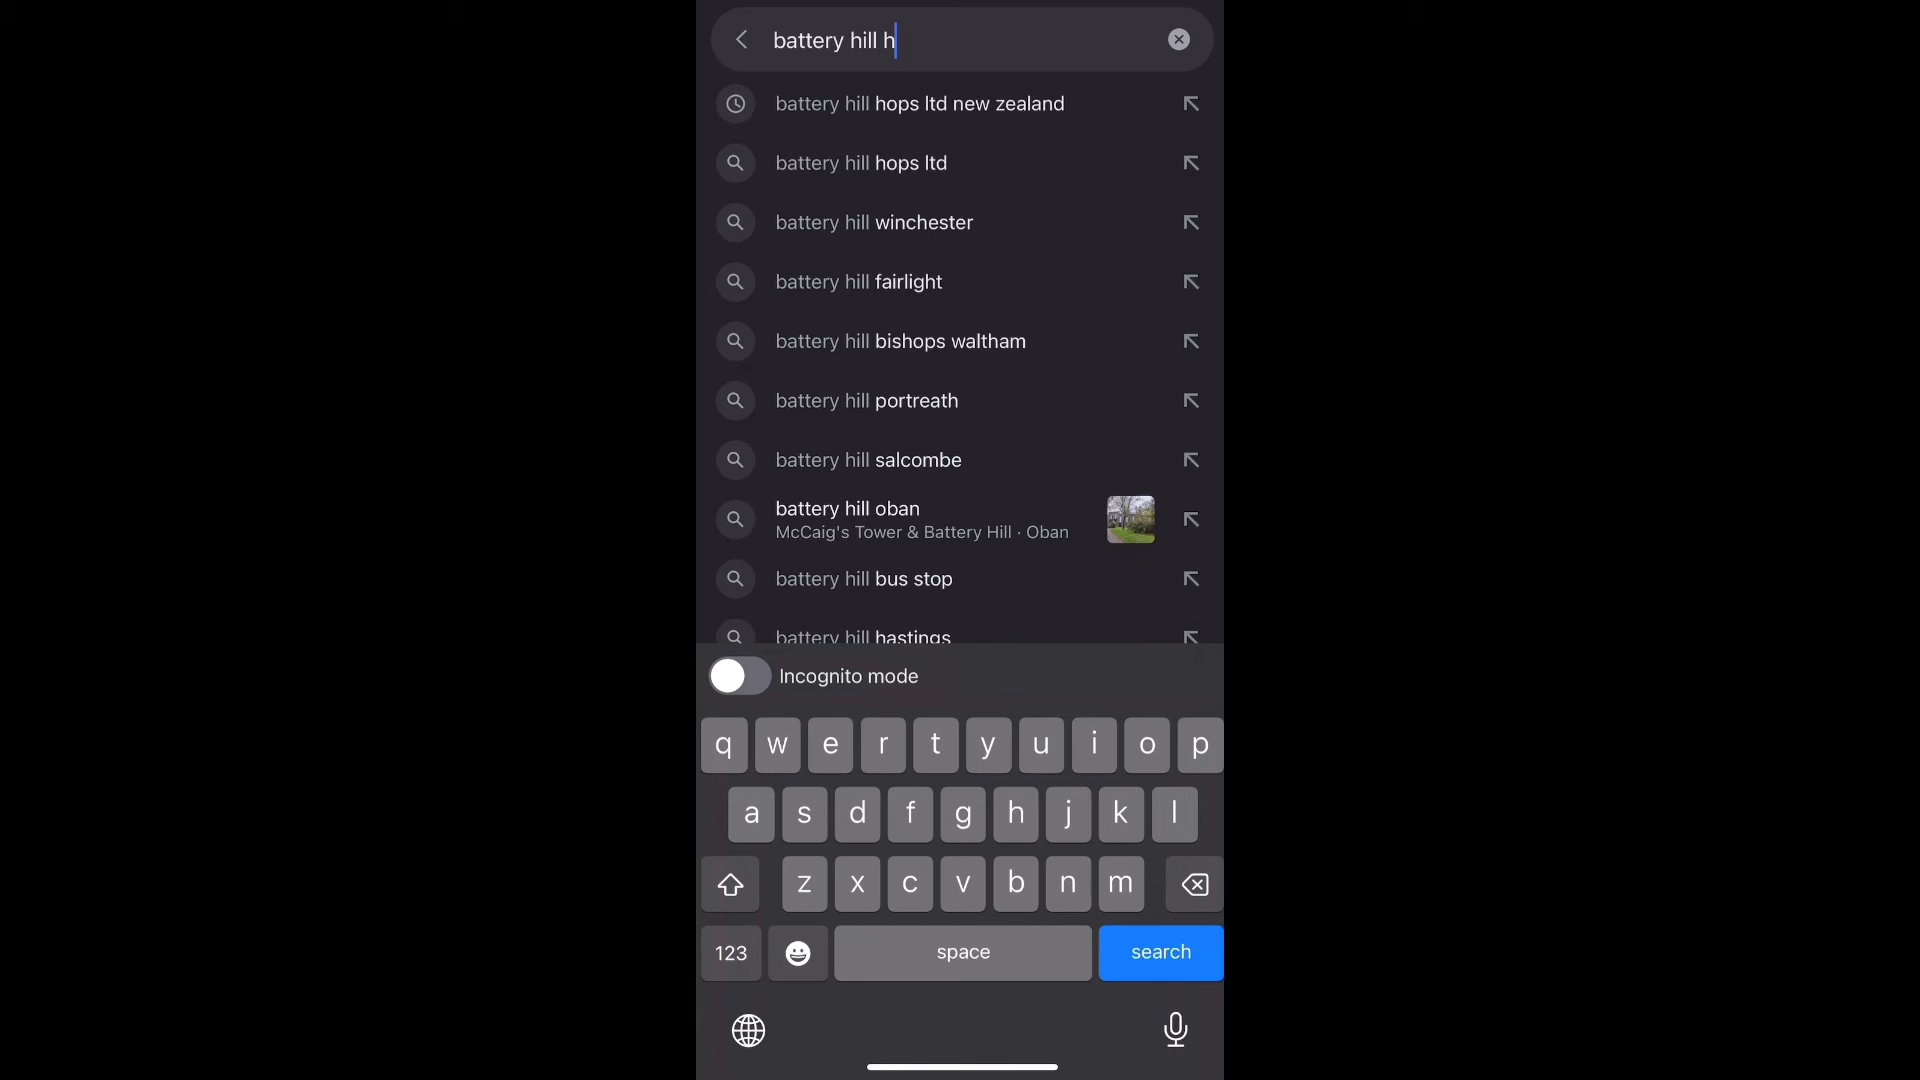 battery hill h
battery hill hops ltd new zealand
battery hill hops ltd
battery hill winchester
battery hill fairlight
battery hill bishops waltham
battery hill portreath
battery hill salcombe
battery hill oban
McCaig's Tower & Battery Hill · Oban
battery hill bus stop
battery hill hastings
Incognito mode
q w e r t y u i o p
a s d f g h j k l
z x c v b n m
123 space search